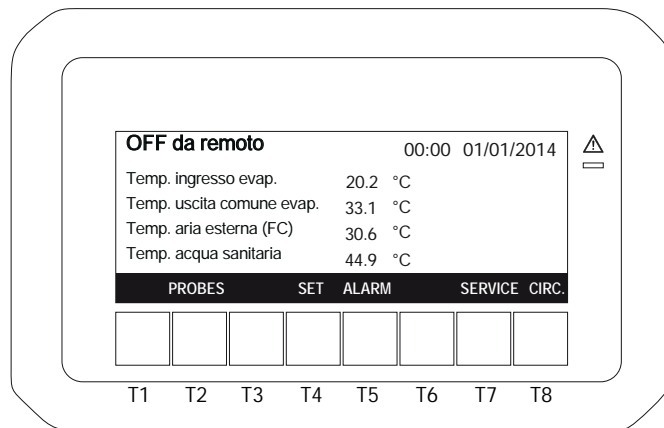 OFF da remoto 00:00 01/01/2014
Temp. ingresso evap. 20.2 °C
Temp. uscita comune evap. 33.1 °C
Temp. aria esterna (FC) 30.6 °C
Temp. acqua sanitaria 44.9 °C
PROBES SET ALARM SERVICE CIRC.
T1 T2 T3 T4 T5 T6 T7 T8